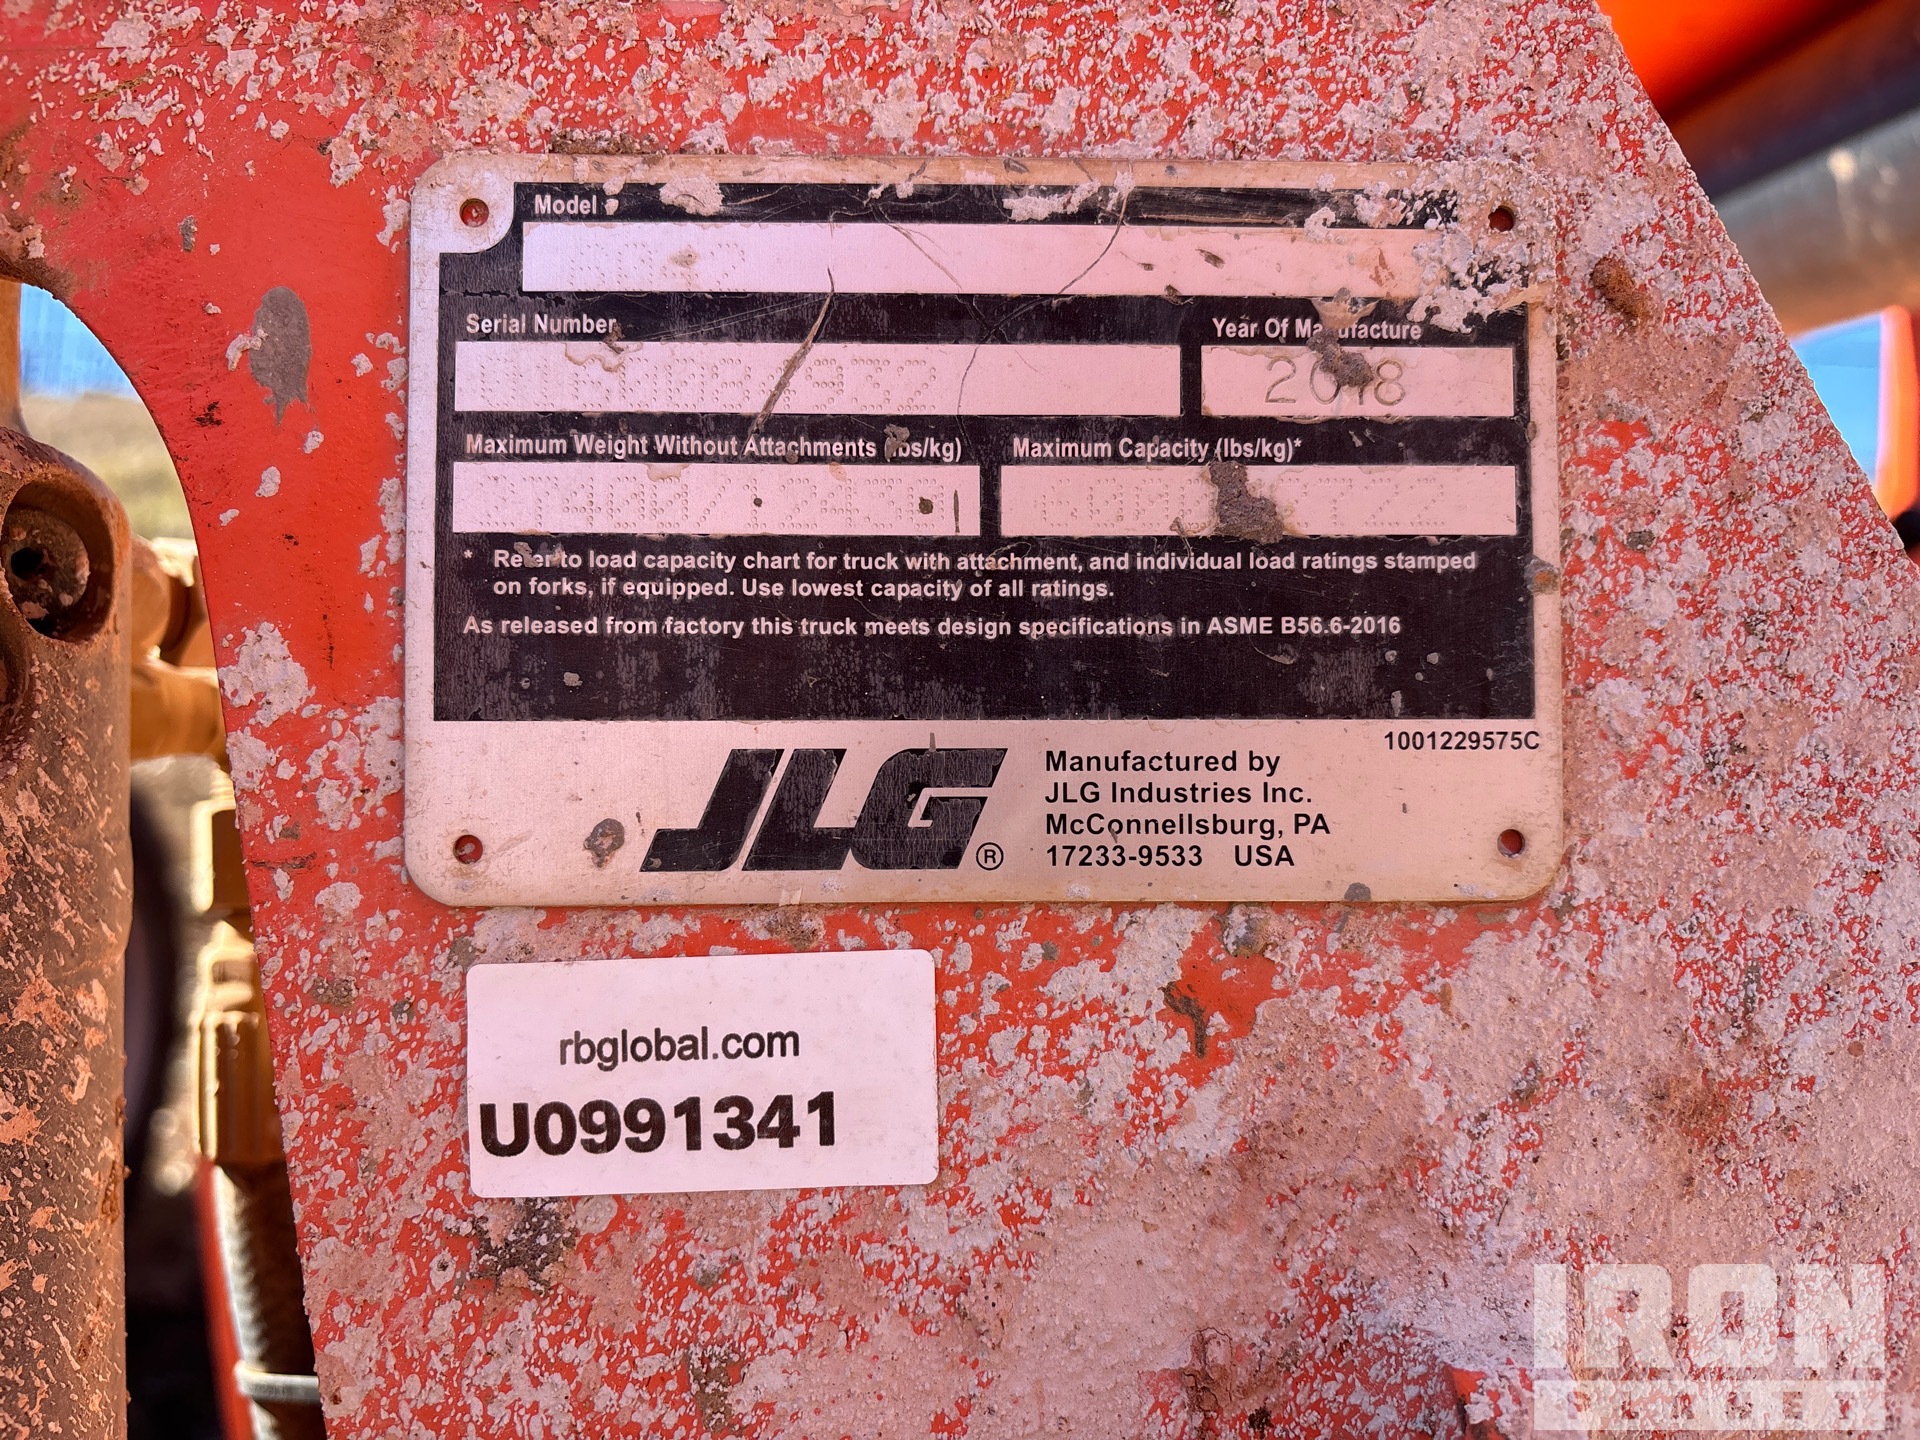 Model
Serial Number
Year Of Manufacture
2018
Maximum Weight Without Attachments (lbs/kg)
Maximum Capacity (lbs/kg)*
27400/12430
* Refer to load capacity chart for truck with attachment, and individual load ratings stamped
on forks, if equipped. Use lowest capacity of all ratings.
As released from factory this truck meets design specifications in ASME B56.6-2016
1001229575C
JLG®
Manufactured by
JLG Industries Inc.
McConnellsburg, PA
17233-9533 USA
rbglobal.com
U0991341
IRON
PLANET